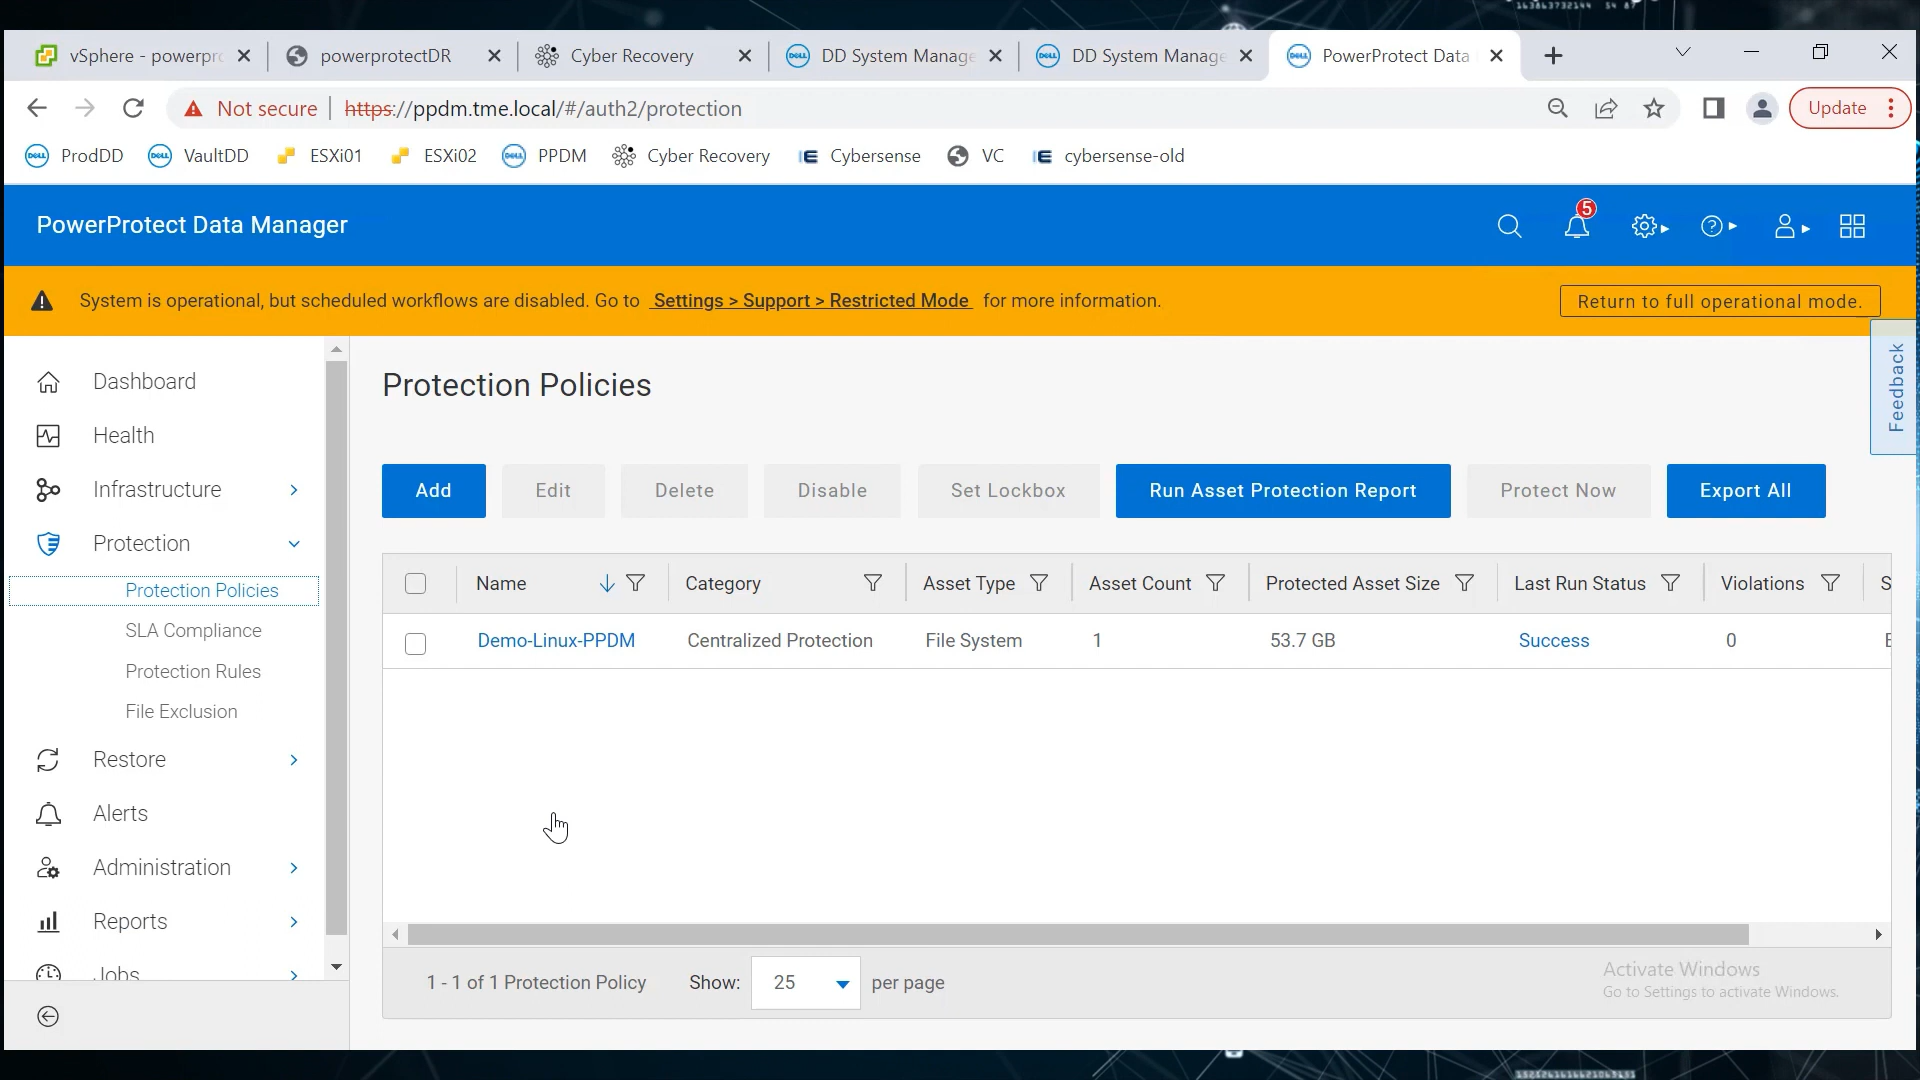 vSphere - powerpro
powerprotectDR
Cyber Recovery
DD System Manage
DD System Manage
PowerProtect Data
Not secure
https://ppdm.tme.local/#/auth2/protection
Update
ProdDD
VaultDD
ESXi01
ESXi02
PPDM
Cyber Recovery
Cybersense
VC
cybersense-old
PowerProtect Data Manager
5
System is operational, but scheduled workflows are disabled. Go to Settings > Support > Restricted Mode for more information.
Return to full operational mode.
Feedback
Dashboard
Health
Infrastructure
Protection
Protection Policies
SLA Compliance
Protection Rules
File Exclusion
Restore
Alerts
Administration
Reports
Jobs
Protection Policies
Add
Edit
Delete
Disable
Set Lockbox
Run Asset Protection Report
Protect Now
Export All
Name
Category
Asset Type
Asset Count
Protected Asset Size
Last Run Status
Violations
S
Demo-Linux-PPDM
Centralized Protection
File System
1
53.7 GB
Success
0
1 - 1 of 1 Protection Policy
Show:
25
per page
Activate Windows
Go to Settings to activate Windows.